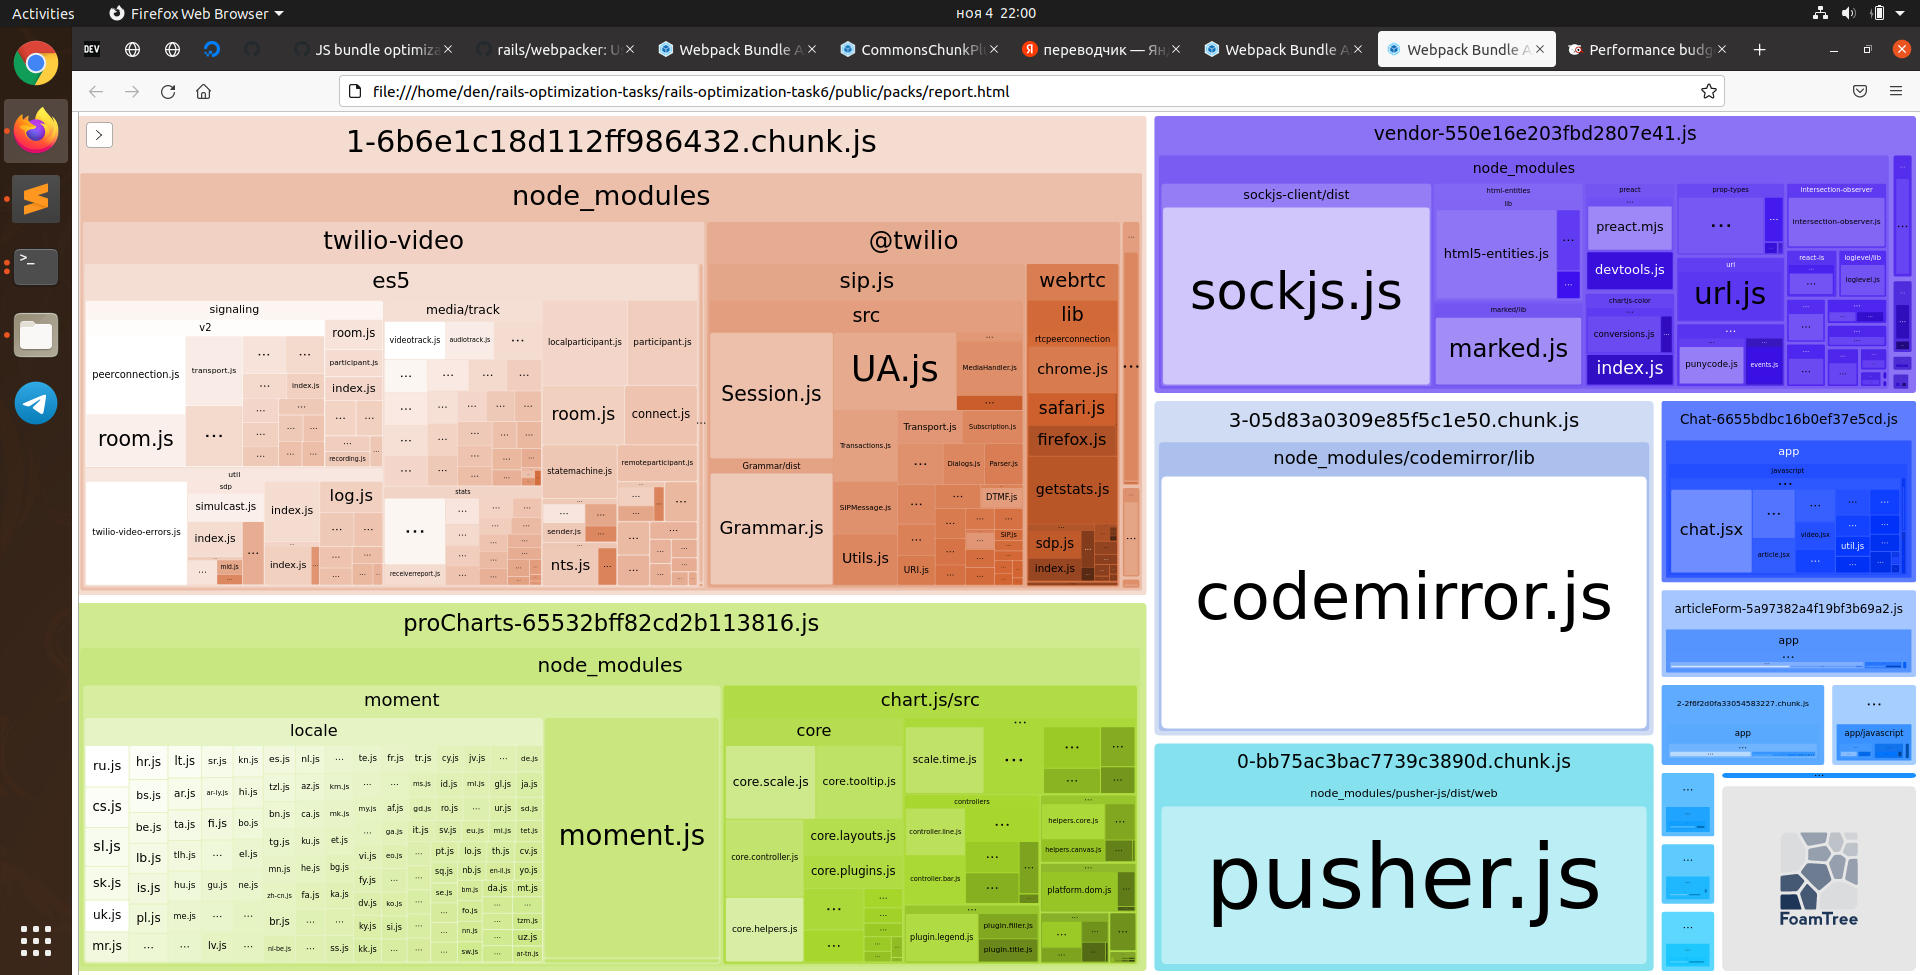 Activities
Firefox Web Browser
ноя 4 22:00
DEV
JS bundle optimiza
rails/webpacker: U
Webpack Bundle A
CommonsChunkPl
переводчик — Ян
Webpack Bundle A
Webpack Bundle A
Performance budg
file:///home/den/rails-optimization-tasks/rails-optimization-task6/public/packs/report.html
1-6b6e1c18d112ff986432.chunk.js
node_modules
twilio-video
es5
signaling
v2
peerconnection.js
transport.js
room.js
room.js
participant.js
index.js
index.js
recording.js
media/track
videotrack.js
audiotrack.js
localparticipant.js
participant.js
room.js
connect.js
statemachine.js
remoteparticipant.js
sender.js
nts.js
util
sdp
twilio-video-errors.js
simulcast.js
index.js
mid.js
index.js
log.js
index.js
stats
receiverreport.js
@twilio
sip.js
src
Session.js
UA.js
MediaHandler.js
Grammar/dist
Grammar.js
Transactions.js
Transport.js
Subscription.js
Dialogs.js
Parser.js
SIPMessage.js
DTMF.js
SIP.js
Utils.js
URI.js
webrtc
lib
rtcpeerconnection
chrome.js
safari.js
firefox.js
getstats.js
sdp.js
index.js
proCharts-65532bff82cd2b113816.js
node_modules
moment
locale
ru.js
hr.js
lt.js
sr.js
kn.js
es.js
nl.js
te.js
fr.js
tr.js
cy.js
jv.js
de.js
cs.js
bs.js
ar.js
ar-ly.js
hi.js
tzl.js
az.js
km.js
ms.js
id.js
ml.js
gl.js
ja.js
sl.js
be.js
ta.js
fi.js
bo.js
bn.js
ca.js
mk.js
my.js
af.js
gd.js
ro.js
ur.js
sd.js
sk.js
lb.js
tlh.js
el.js
tg.js
ku.js
et.js
ga.js
it.js
sv.js
eu.js
mi.js
tet.js
uk.js
is.js
hu.js
gu.js
ne.js
mn.js
he.js
bg.js
vi.js
eo.js
pt.js
lo.js
th.js
cv.js
mr.js
pl.js
me.js
lv.js
zh-cn.js
fa.js
ka.js
fy.js
sq.js
nb.js
en-il.js
yo.js
br.js
dv.js
ko.js
se.js
bm.js
da.js
mt.js
nl-be.js
ss.js
ky.js
si.js
fo.js
tzm.js
kk.js
nn.js
uz.js
sw.js
ar-tn.js
moment.js
chart.js/src
core
core.scale.js
core.tooltip.js
core.controller.js
core.layouts.js
core.plugins.js
core.helpers.js
scale.time.js
controllers
controller.line.js
controller.bar.js
helpers.core.js
helpers.canvas.js
platform.dom.js
plugin.legend.js
plugin.filler.js
plugin.title.js
vendor-550e16e203fbd2807e41.js
node_modules
sockjs-client/dist
sockjs.js
html-entities
lib
html5-entities.js
marked/lib
marked.js
preact
preact.mjs
devtools.js
chartjs-color
conversions.js
index.js
prop-types
url
url.js
punycode.js
events.js
intersection-observer
intersection-observer.js
react-is
loglevel/lib
loglevel.js
3-05d83a0309e85f5c1e50.chunk.js
node_modules/codemirror/lib
codemirror.js
0-bb75ac3bac7739c3890d.chunk.js
node_modules/pusher-js/dist/web
pusher.js
Chat-6655bdbc16b0ef37e5cd.js
app
javascript
chat.jsx
article.jsx
video.jsx
util.js
articleForm-5a97382a4f19bf3b69a2.js
app
2-2f6f2d0fa33054583227.chunk.js
app
app/javascript
FoamTree